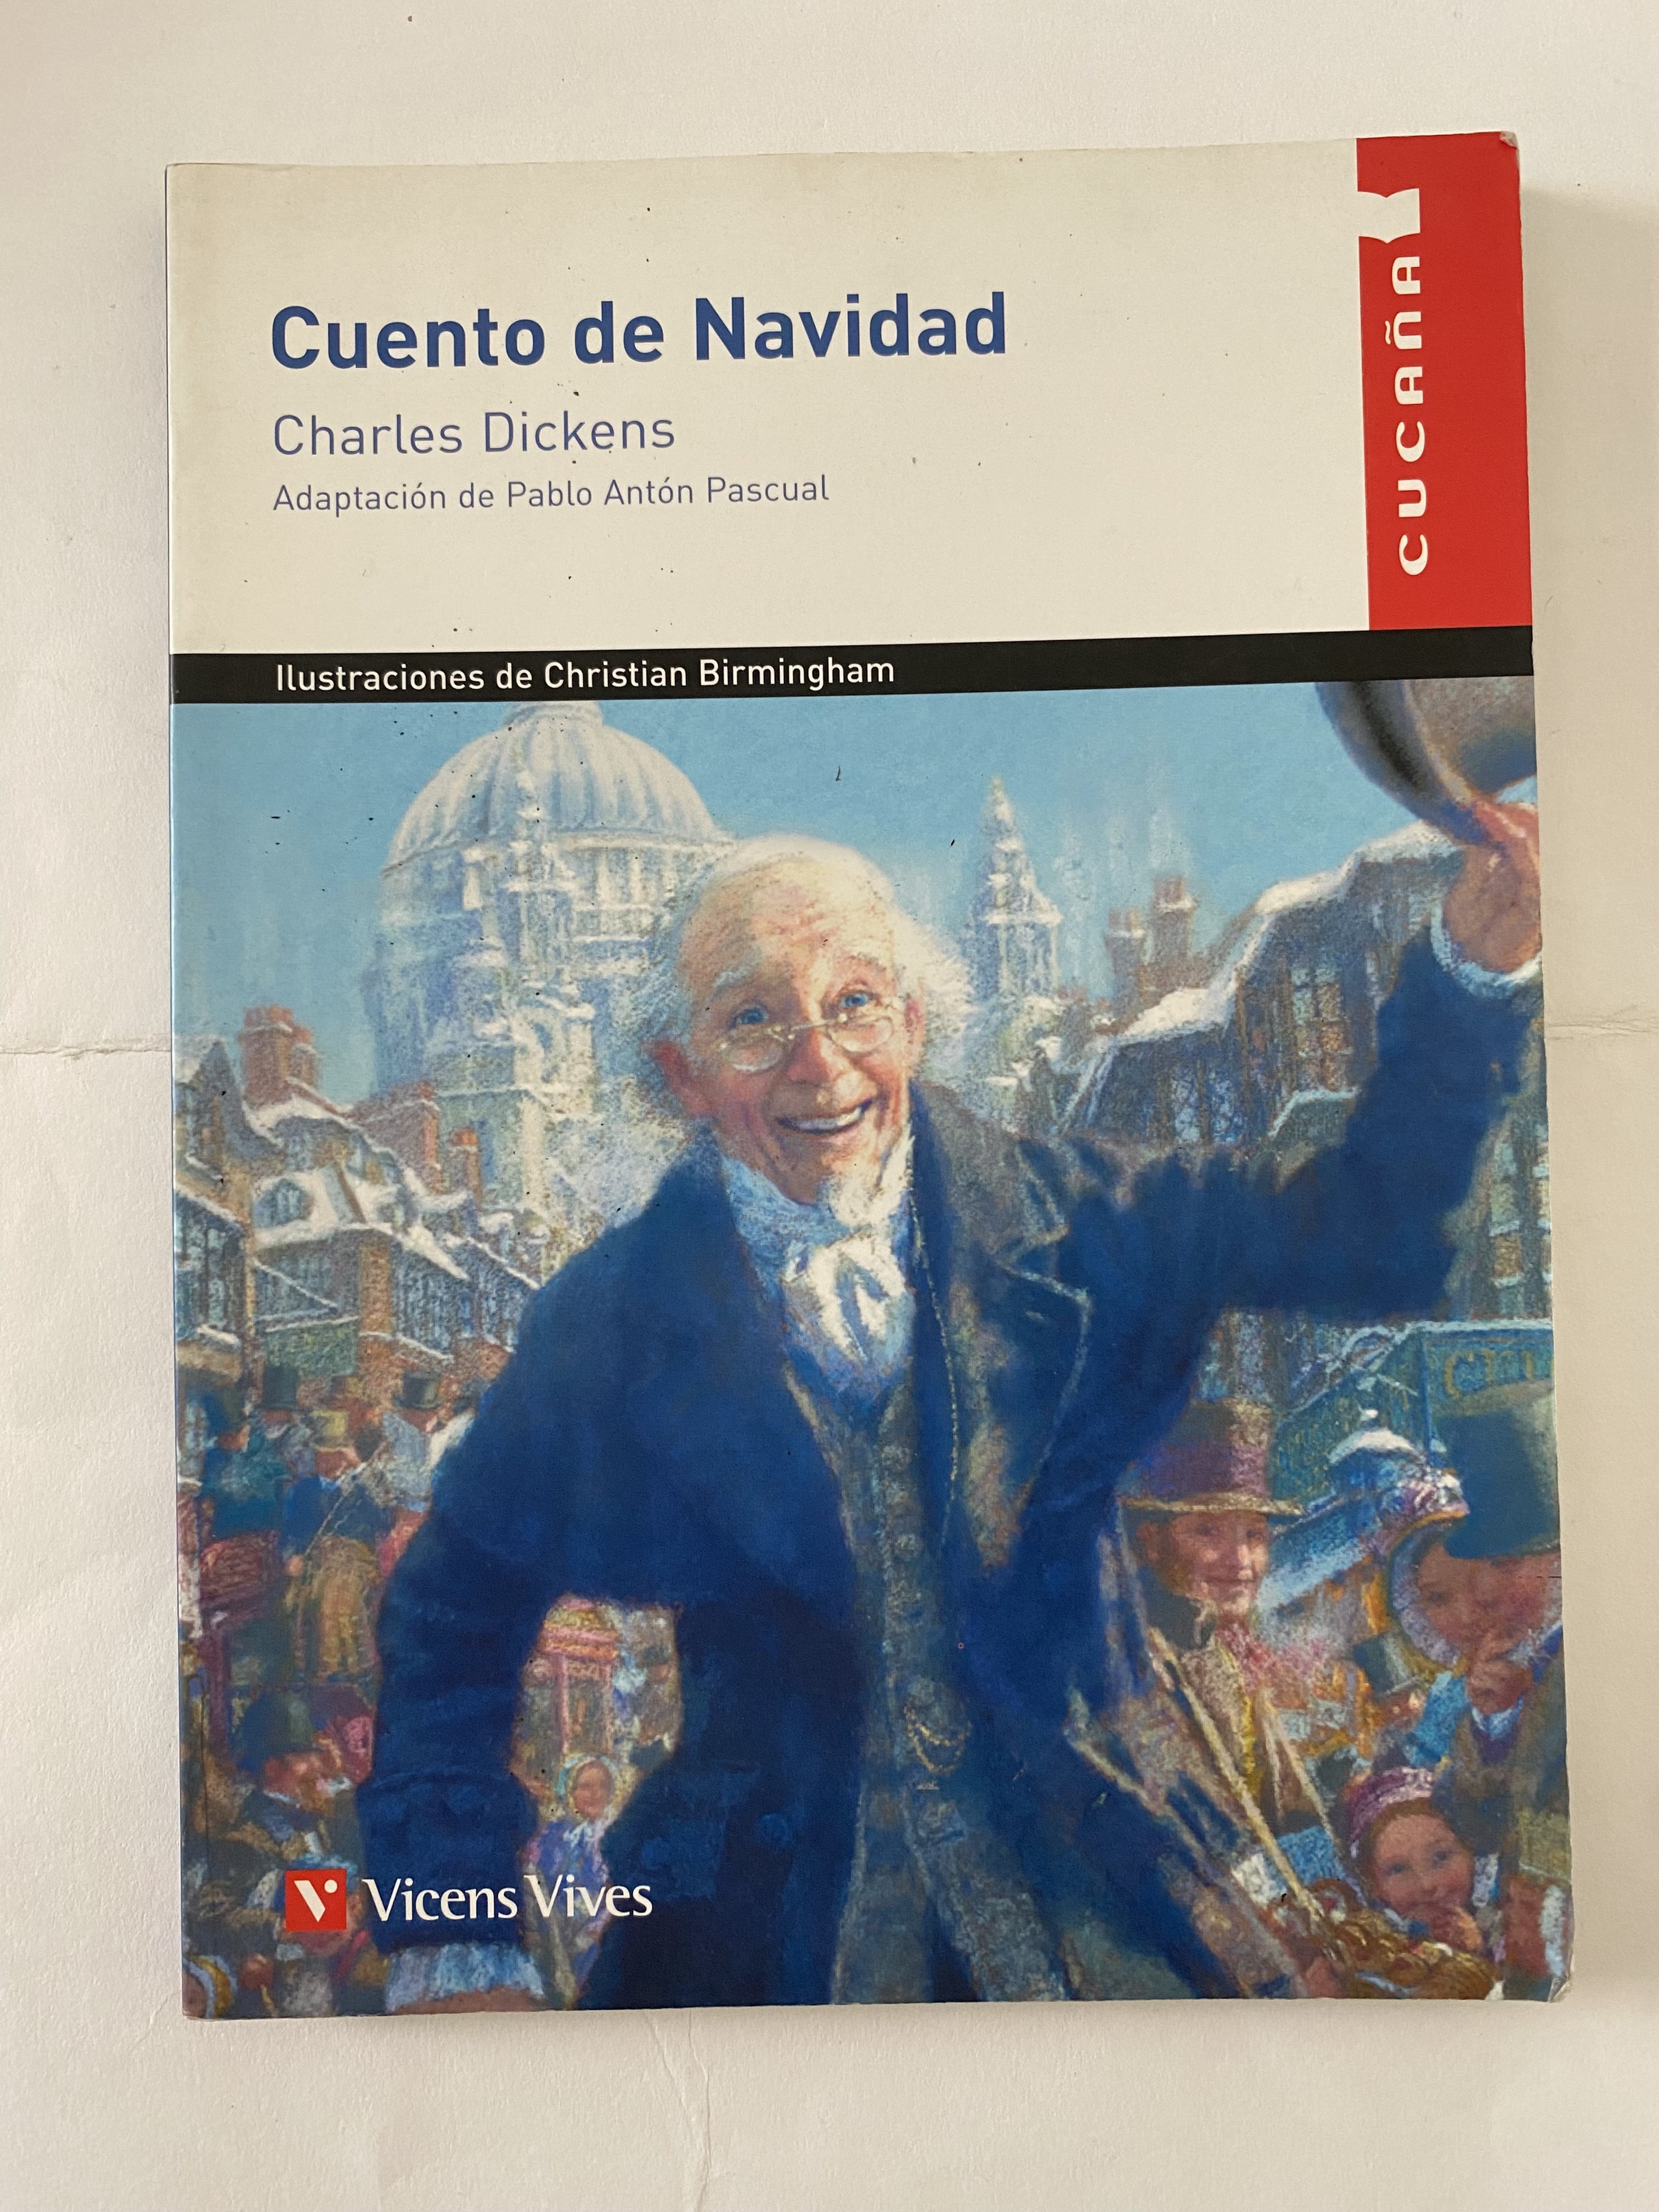 Cuento de Navidad
Charles Dickens
Adaptación de Pablo Antón Pascual
CUCAÑA
Ilustraciones de Christian Birmingham
Vicens Vives